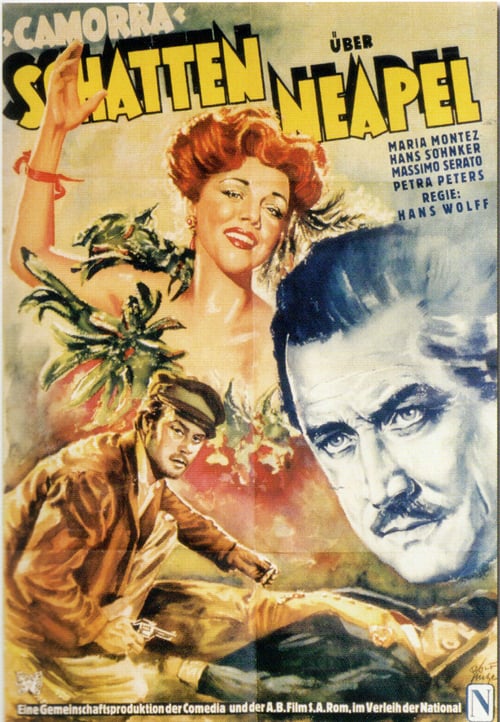 ›CAMORRA‹
SCHATTEN ÜBER NEAPEL
MARIA MONTEZ
HANS SÖHNKER
MASSIMO SERATO
PETRA PETERS
REGIE:
HANS WOLFF
Eine Gemeinschaftsproduktion der Comedia und der A.B. Film S.A. Rom, im Verleih der National
N